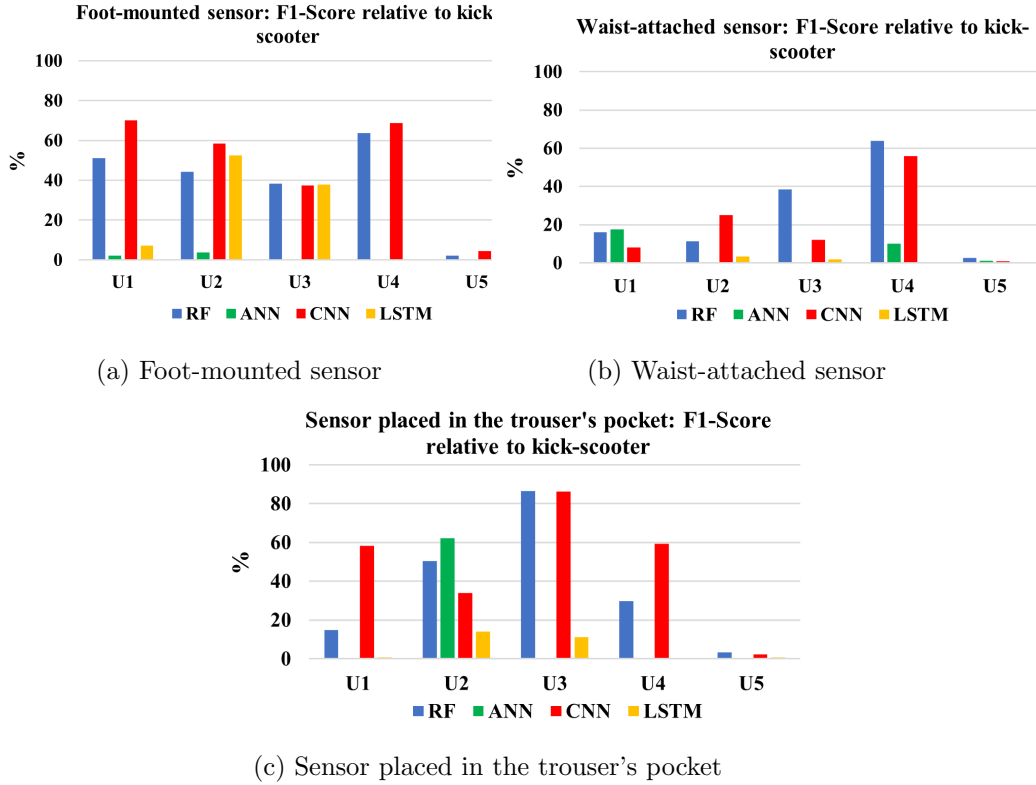 Foot-mounted sensor: F1-Score relative to kick
scooter
100
80
60
40
20
0
%
U1 U2 U3 U4 U5
RF ANN CNN LSTM
(a) Foot-mounted sensor
Waist-attached sensor: F1-Score relative to kick-
scooter
100
80
60
40
20
0
%
U1 U2 U3 U4 U5
RF ANN CNN LSTM
(b) Waist-attached sensor
Sensor placed in the trouser's pocket: F1-Score
relative to kick-scooter
100
80
60
40
20
0
%
U1 U2 U3 U4 U5
RF ANN CNN LSTM
(c) Sensor placed in the trouser’s pocket